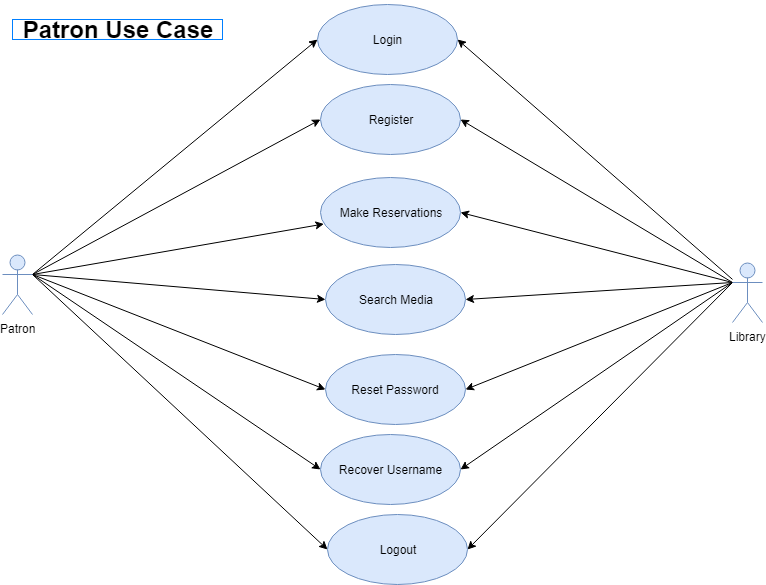 Patron Use Case
Login
Register
Make Reservations
Search Media
Patron
Library
Reset Password
Recover Username
Logout